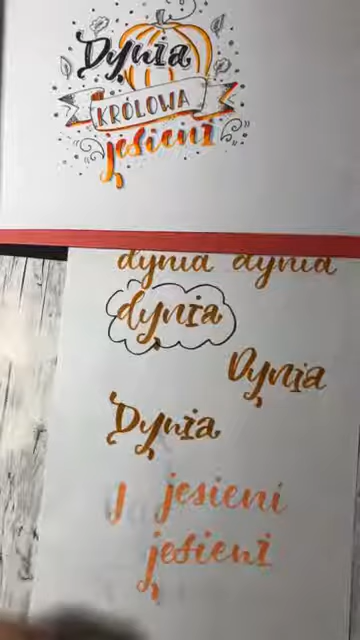 Dynia
KRÓLOWA
jesieni
dynia dynia
dynia
Dynia
Dynia
j jesieni
jesieni